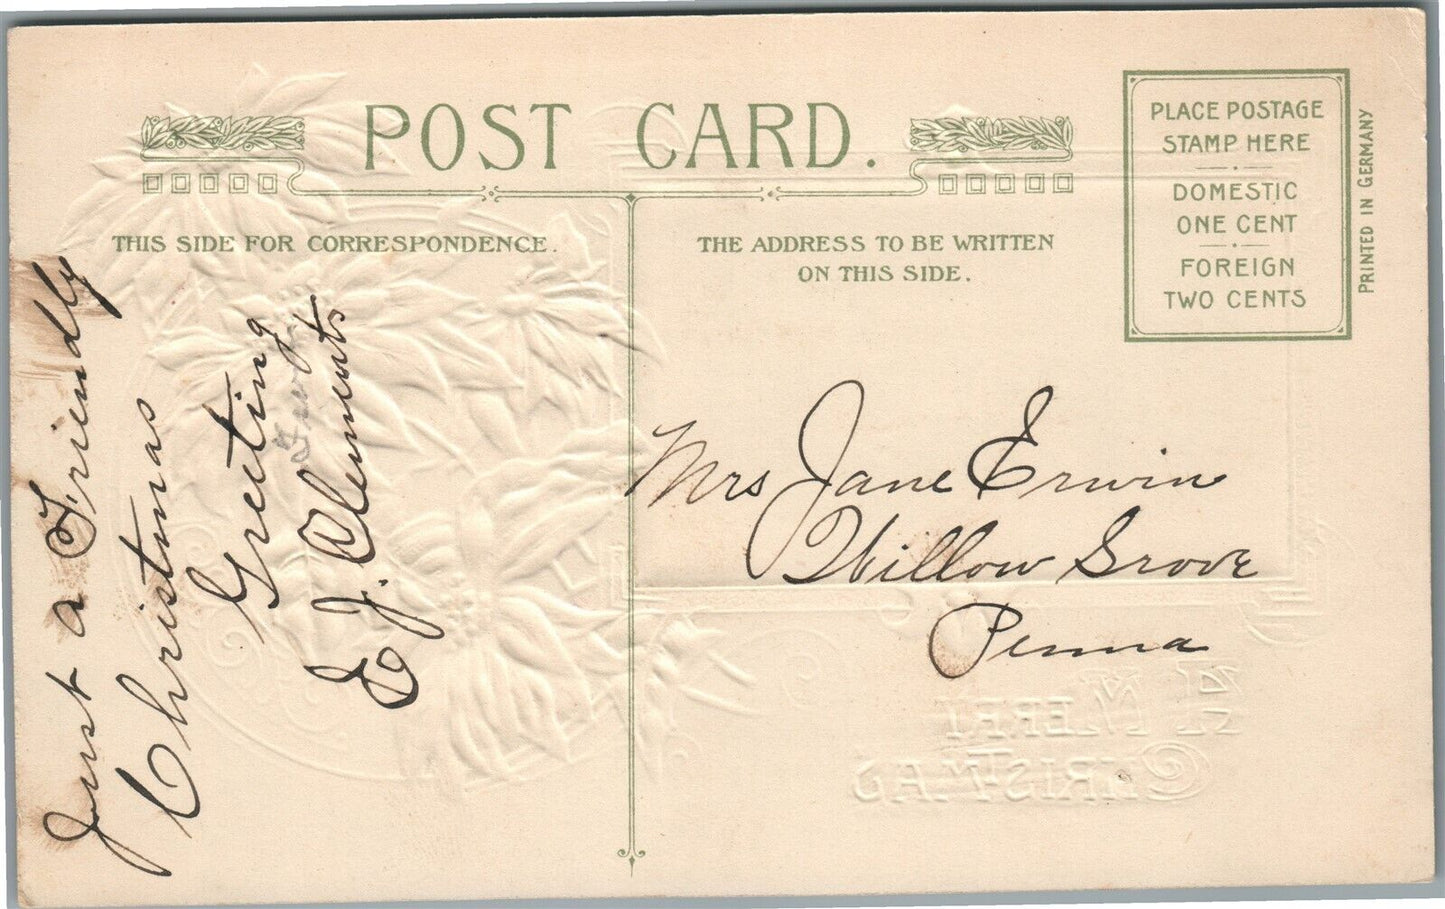 POST CARD.
THIS SIDE FOR CORRESPONDENCE.
THE ADDRESS TO BE WRITTEN
ON THIS SIDE.
PLACE POSTAGE
STAMP HERE
DOMESTIC
ONE CENT
FOREIGN
TWO CENTS
PRINTED IN GERMANY
Just a Friendly
Christmas
Greeting
E J. Clements
Mrs Jane Erwin
Willow Grove
Penna
A MERRY
CHRISTMAS